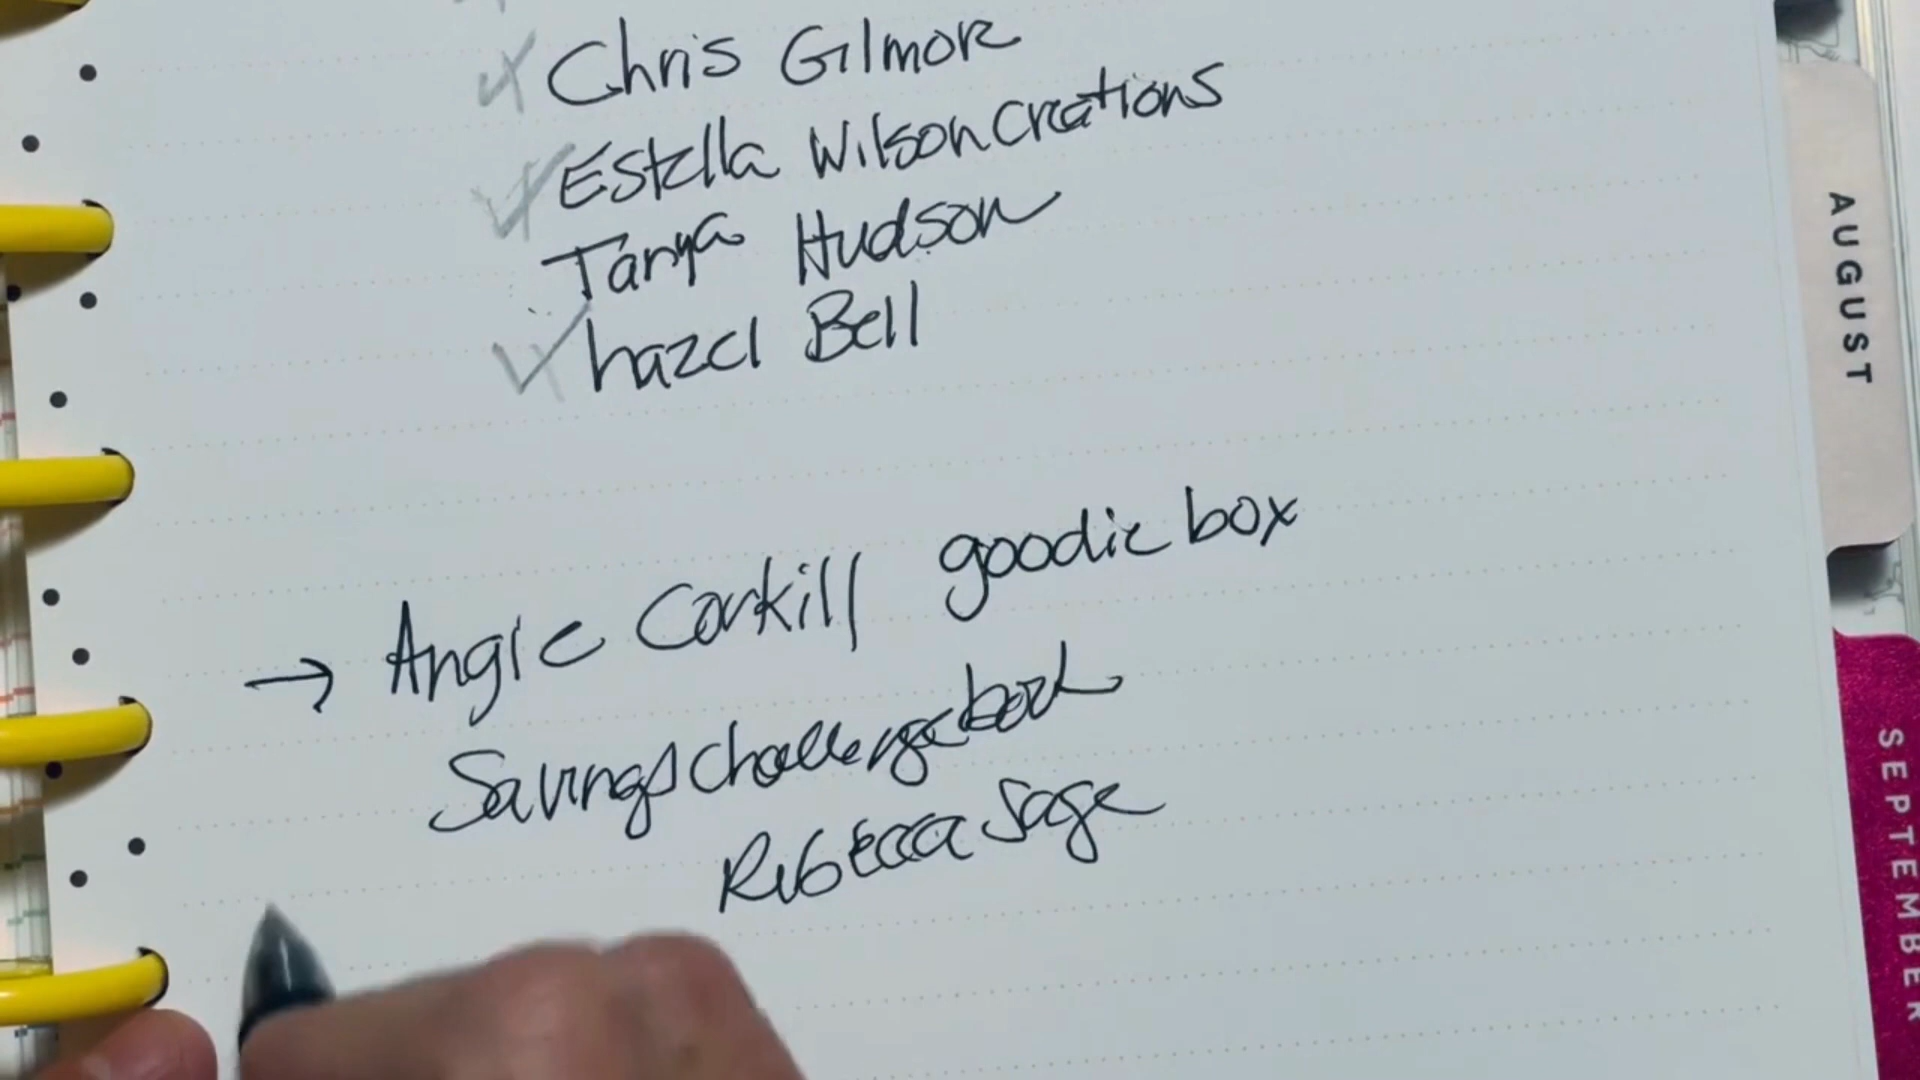 Chris Gilmor
Estella Wilson Creations
Tanya Hudson
hazel Bell
→ Angie Corkill goodie box
Savings challenge book
Rebecca Sage
AUGUST
SEPTEMBER